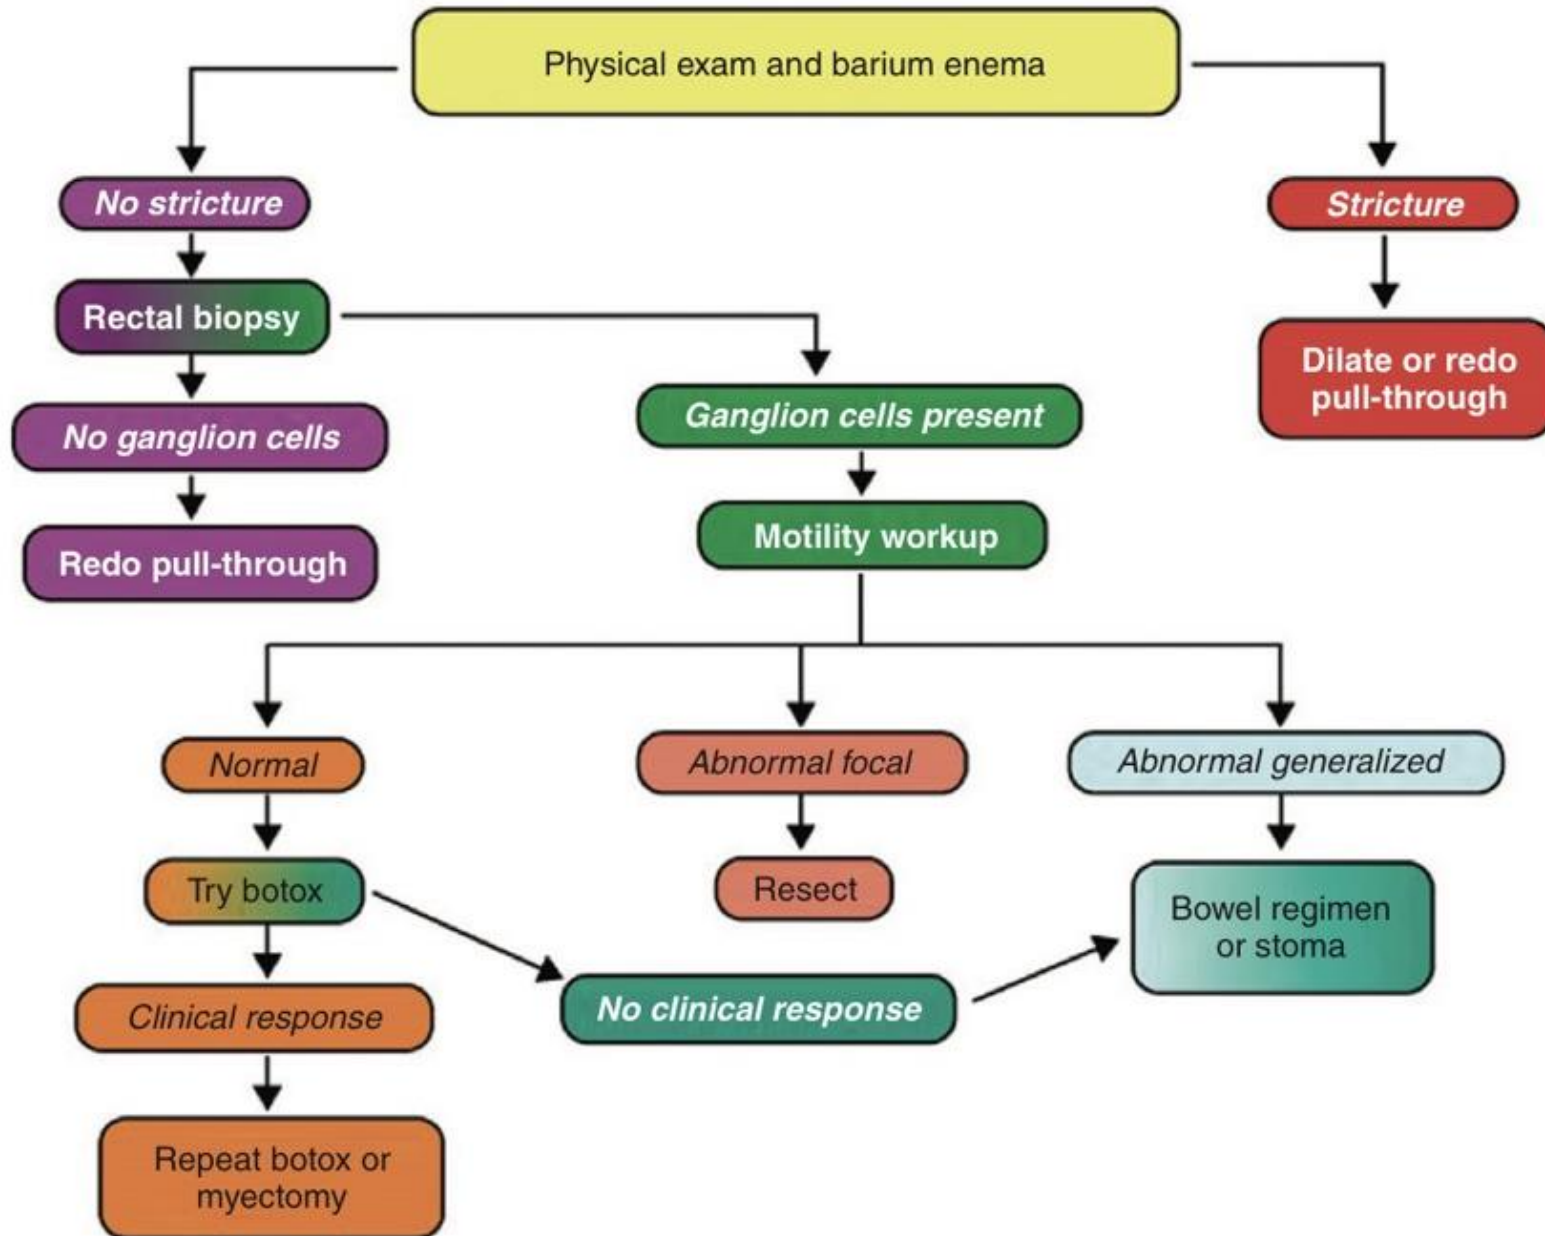 Physical exam and barium enema
No stricture
Stricture
Rectal biopsy
Dilate or redo
pull-through
No ganglion cells
Ganglion cells present
Redo pull-through
Motility workup
Normal
Abnormal focal
Abnormal generalized
Try botox
Resect
Bowel regimen
or stoma
Clinical response
No clinical response
Repeat botox or
myectomy